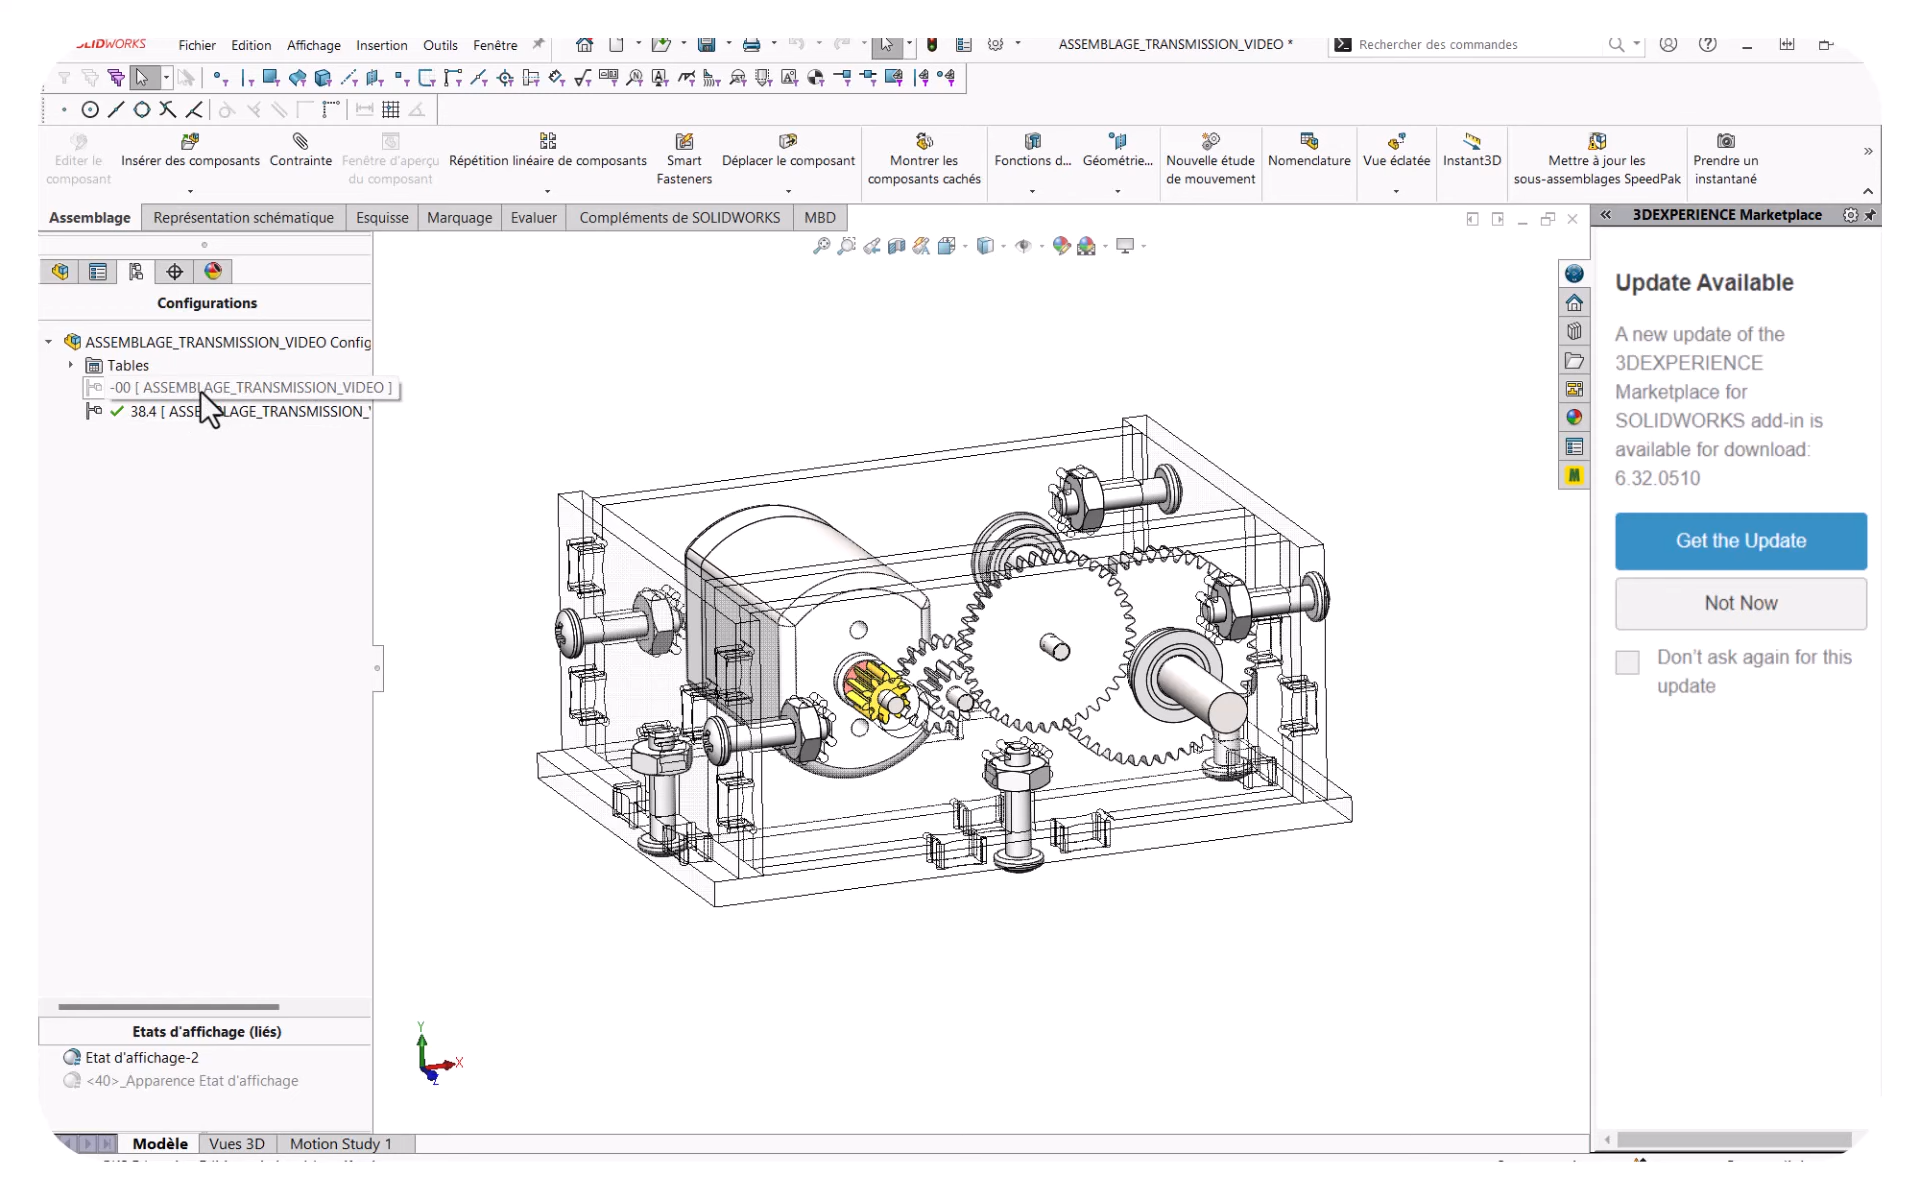 SOLIDWORKS Fichier Edition Affichage Insertion Outils Fenêtre ASSEMBLAGE_TRANSMISSION_VIDEO * Rechercher des commandes
Editer le composant
Insérer des composants
Contrainte
Fenêtre d'aperçu du composant
Répétition linéaire de composants
Smart Fasteners
Déplacer le composant
Montrer les composants cachés
Fonctions d...
Géométrie...
Nouvelle étude de mouvement
Nomenclature
Vue éclatée
Instant3D
Mettre à jour les sous-assemblages SpeedPak
Prendre un instantané
Assemblage Représentation schématique Esquisse Marquage Evaluer Compléments de SOLIDWORKS MBD
Configurations
ASSEMBLAGE_TRANSMISSION_VIDEO Config
Tables
-00 [ ASSEMBLAGE_TRANSMISSION_VIDEO ]
38.4 [ ASSEMBLAGE_TRANSMISSION_
Etats d'affichage (liés)
Etat d'affichage-2
<40>_Apparence Etat d'affichage
Y
X
Z
Modèle Vues 3D Motion Study 1
3DEXPERIENCE Marketplace
M
Update Available
A new update of the
3DEXPERIENCE
Marketplace for
SOLIDWORKS add-in is
available for download:
6.32.0510
Get the Update
Not Now
Don't ask again for this
update